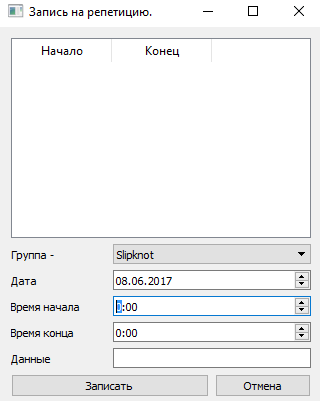 Запись на репетицию.
Начало Конец
Группа - Slipknot
Дата 08.06.2017
Время начала 0:00
Время конца 0:00
Данные
Записать Отмена